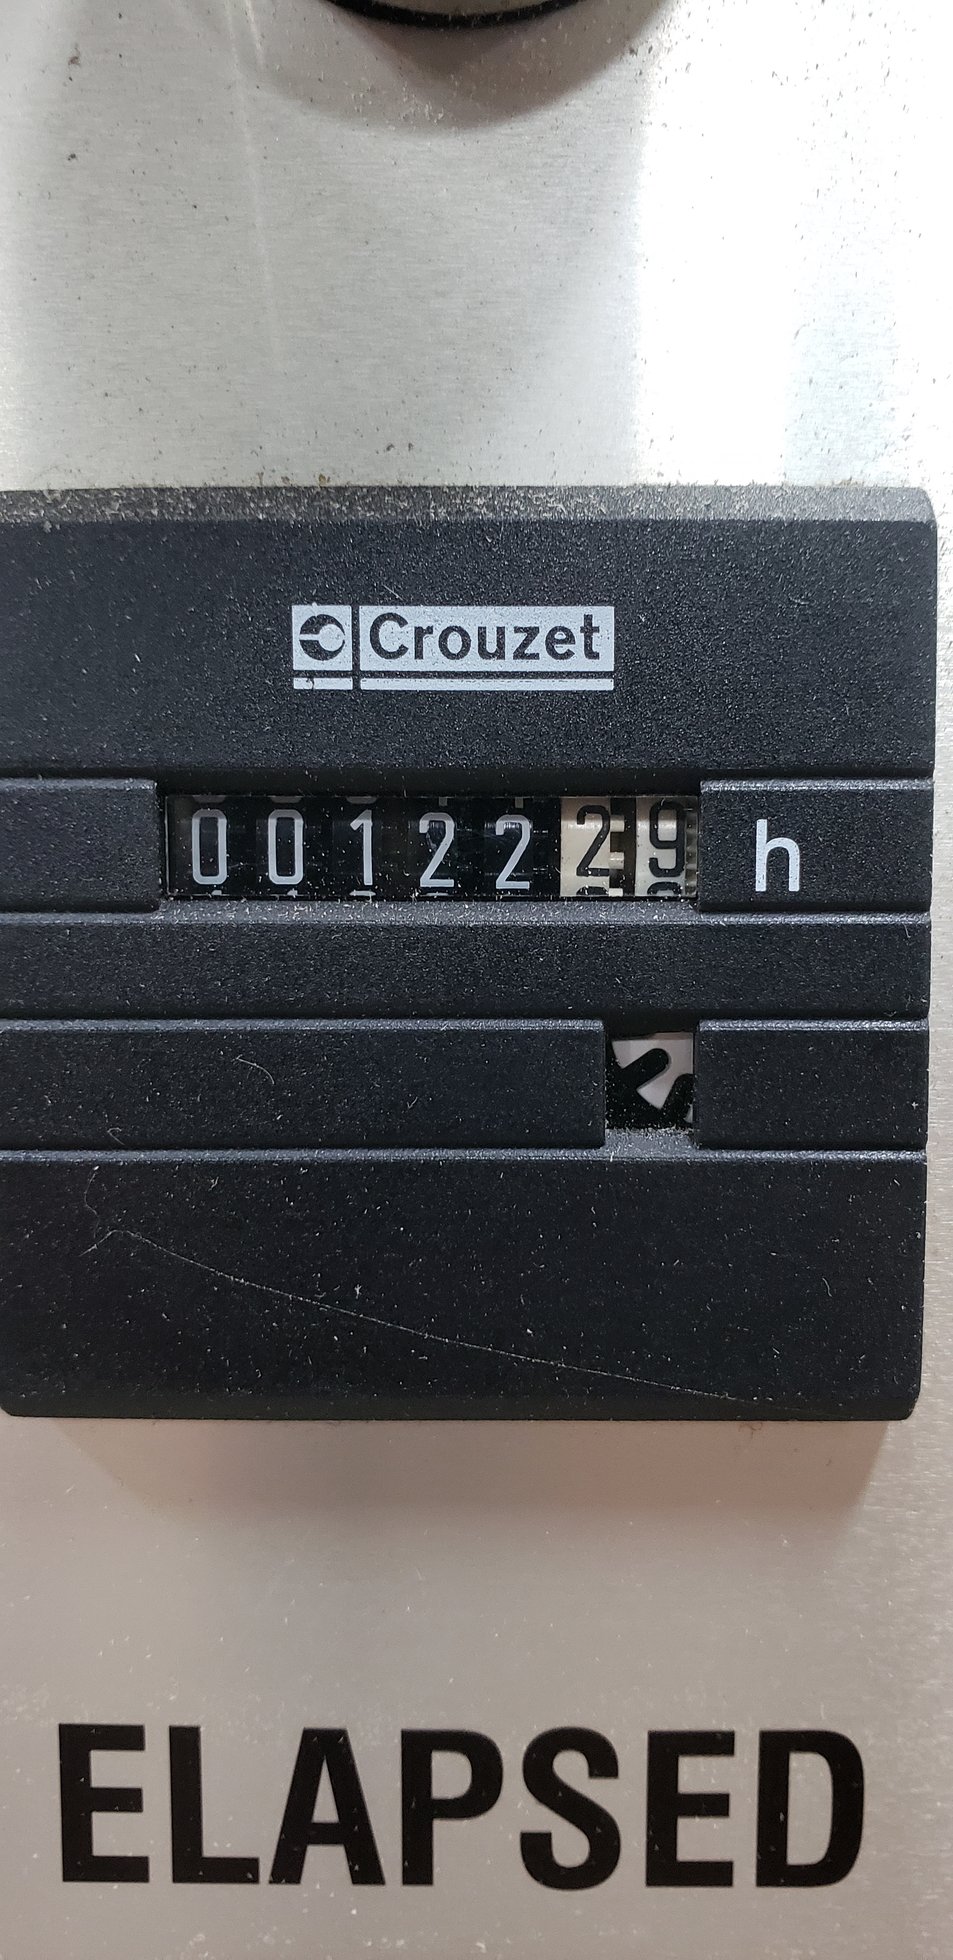 Crouzet
0012229 h
ELAPSED